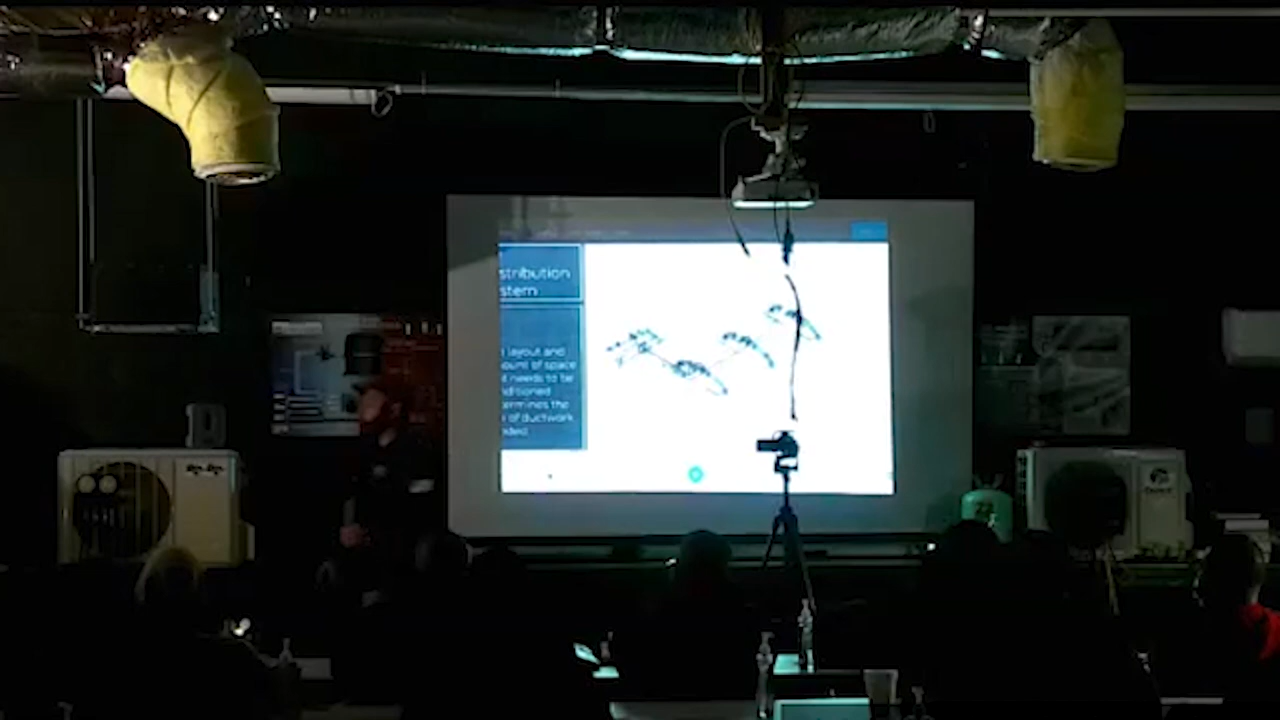 stribution
stem
layout and
ount of space
needs to be
ditioned
ermines the
of ductwork
ded